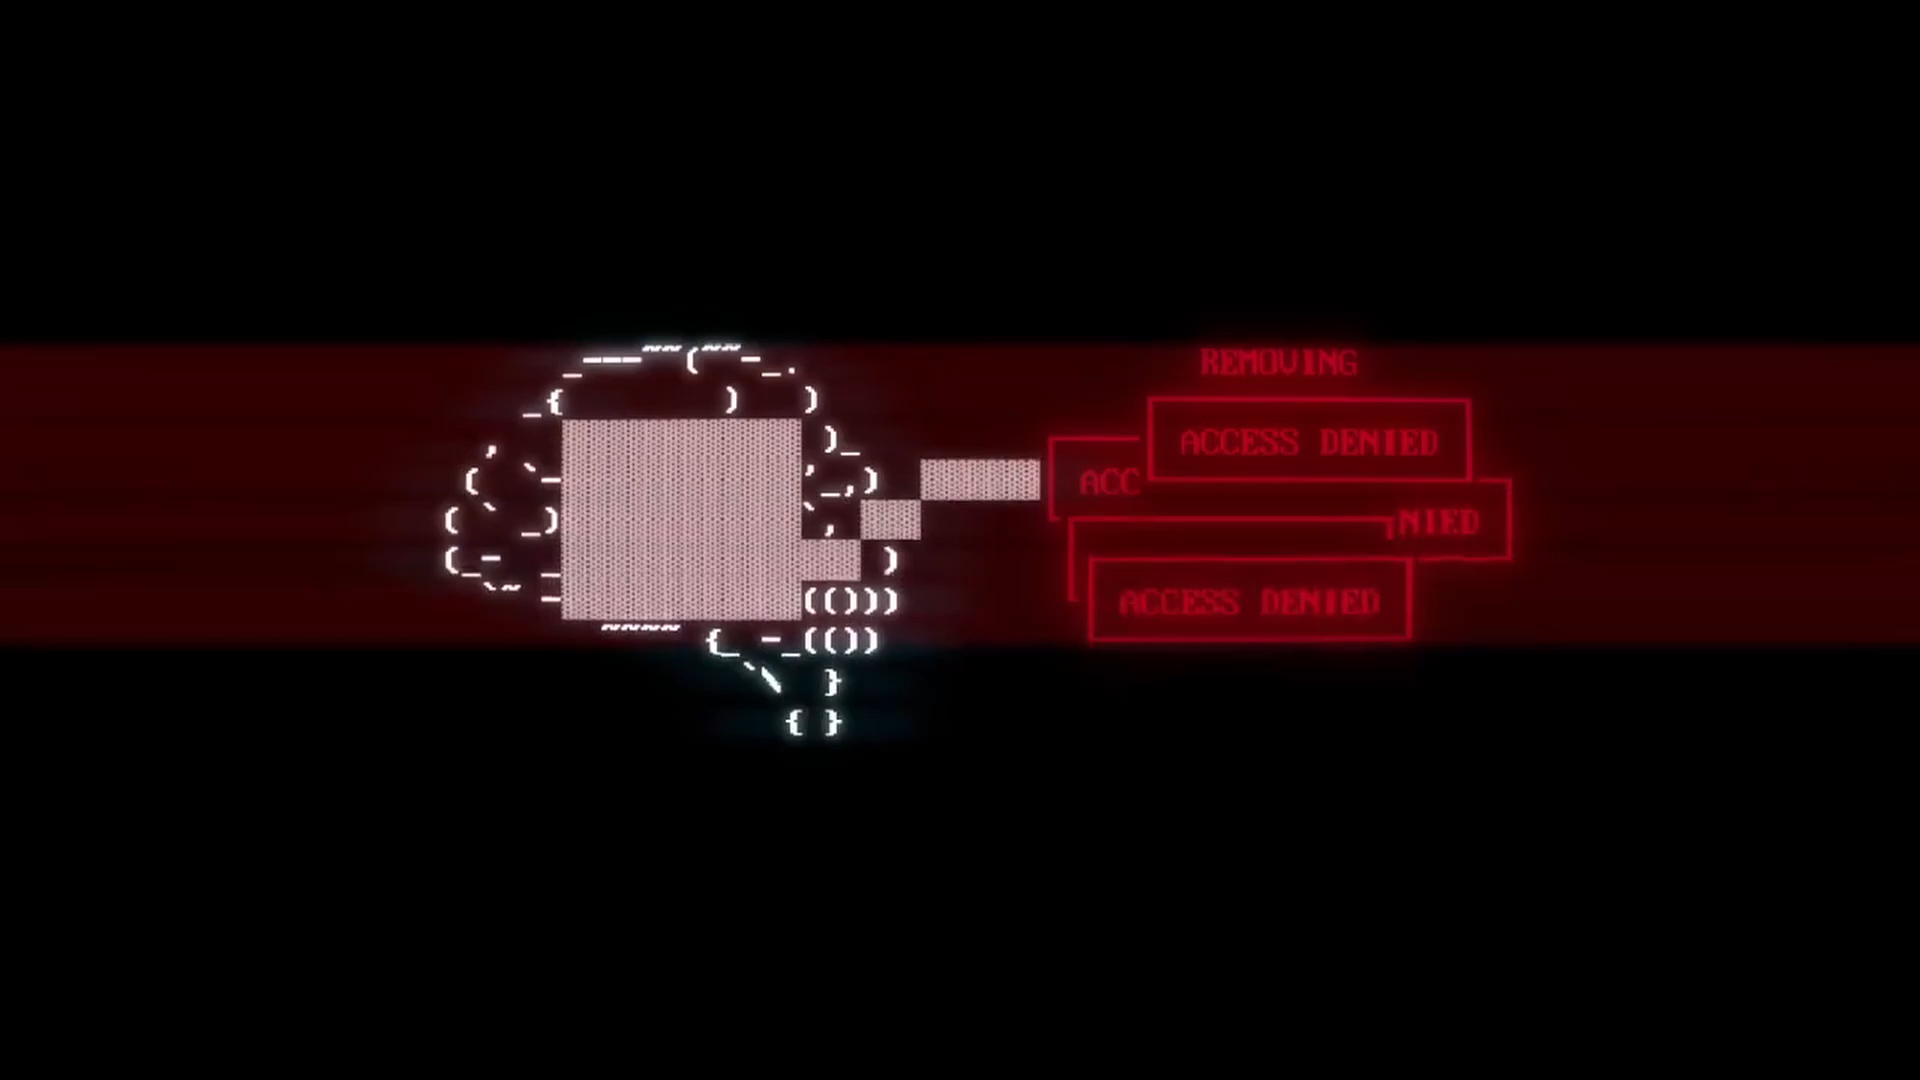 REMOVING
ACCESS DENIED
ACC
NIED
ACCESS DENIED